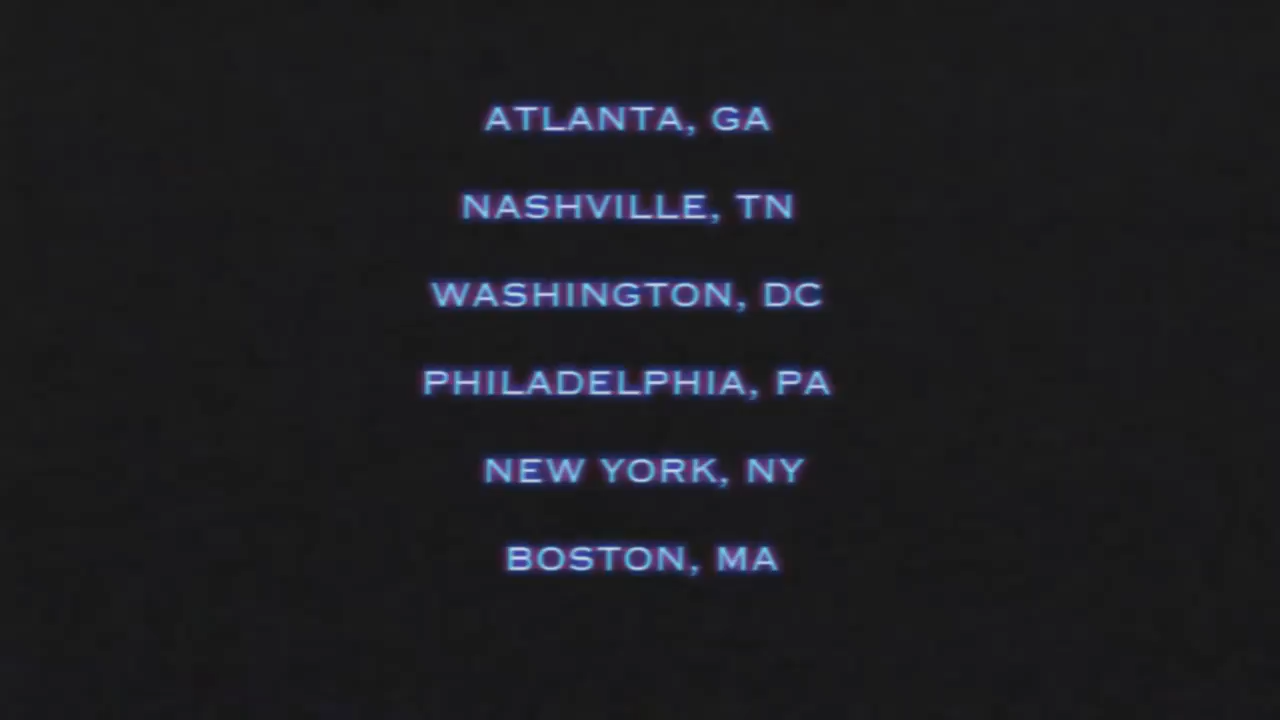 ATLANTA, GA
NASHVILLE, TN
WASHINGTON, DC
PHILADELPHIA, PA
NEW YORK, NY
BOSTON, MA